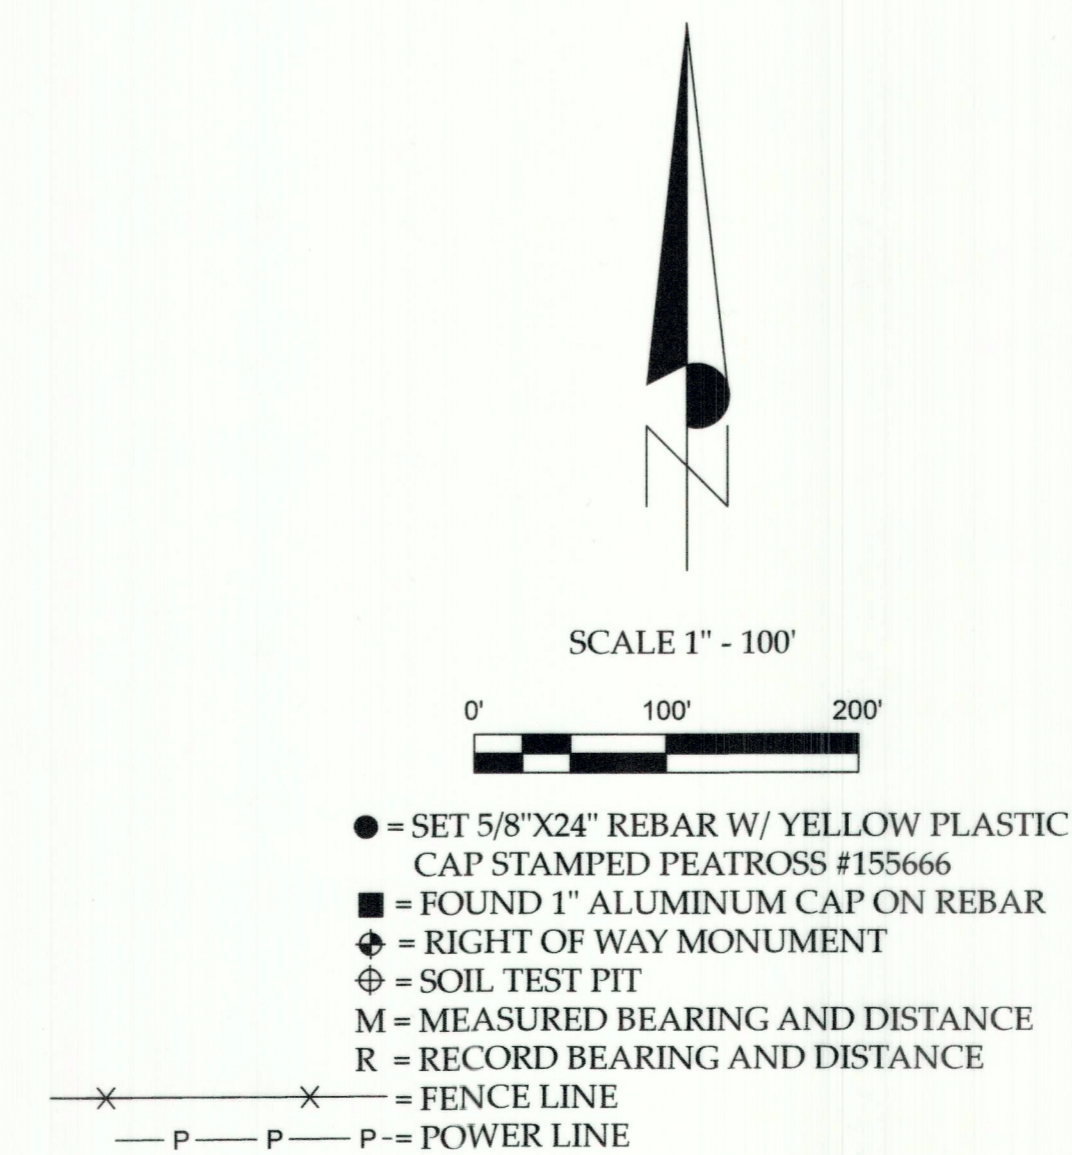 N
SCALE 1" - 100'
0' 100' 200'
= SET 5/8"X24" REBAR W/ YELLOW PLASTIC
CAP STAMPED PEATROSS #155666
= FOUND 1" ALUMINUM CAP ON REBAR
= RIGHT OF WAY MONUMENT
= SOIL TEST PIT
M = MEASURED BEARING AND DISTANCE
R = RECORD BEARING AND DISTANCE
X X = FENCE LINE
P P P-= POWER LINE